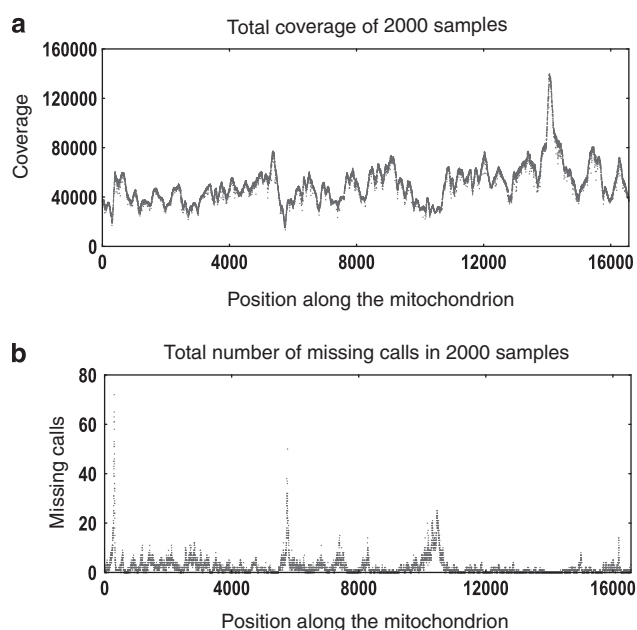 a
Total coverage of 2000 samples
160000
120000
80000
40000
0
Coverage
0 4000 8000 12000 16000
Position along the mitochondrion
b
Total number of missing calls in 2000 samples
80
60
40
20
0
Missing calls
0 4000 8000 12000 16000
Position along the mitochondrion